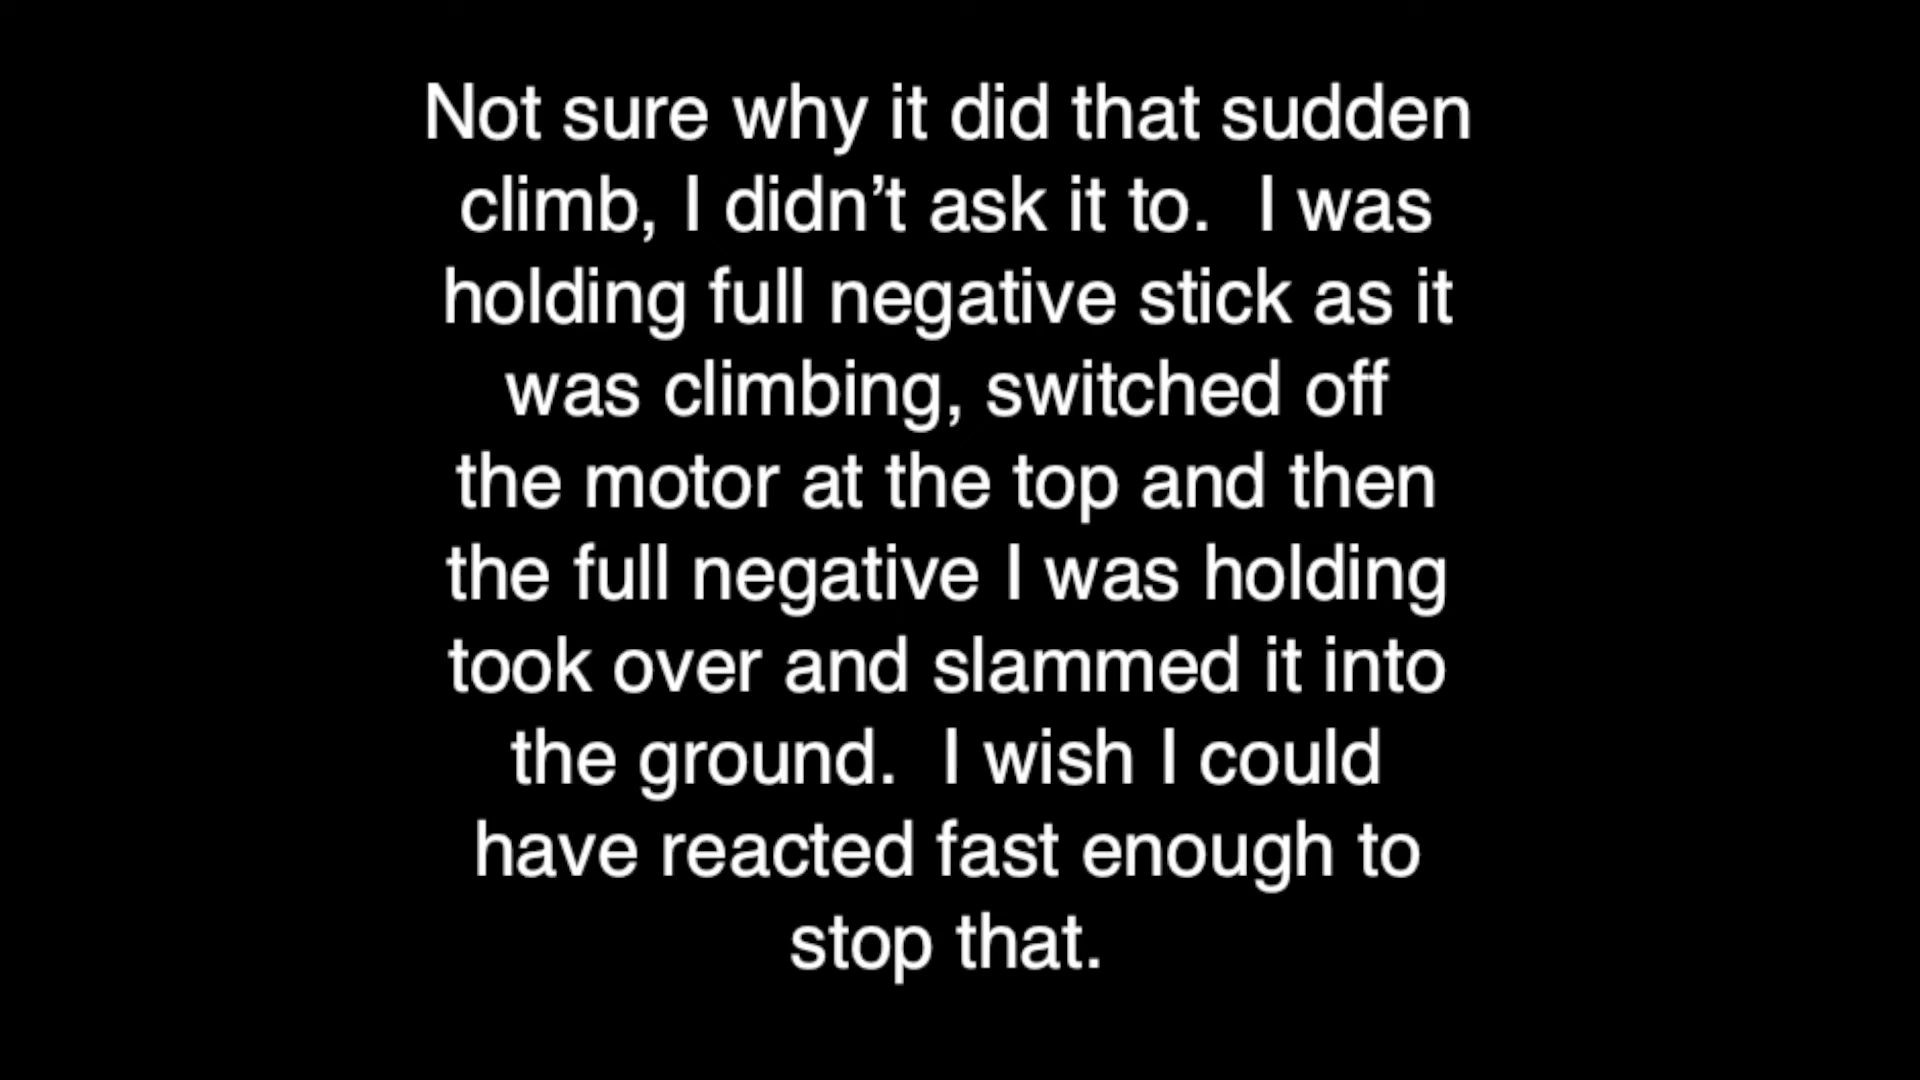 Not sure why it did that sudden
climb, I didn’t ask it to.  I was
holding full negative stick as it
was climbing, switched off
the motor at the top and then
the full negative I was holding
took over and slammed it into
the ground.  I wish I could
have reacted fast enough to
stop that.